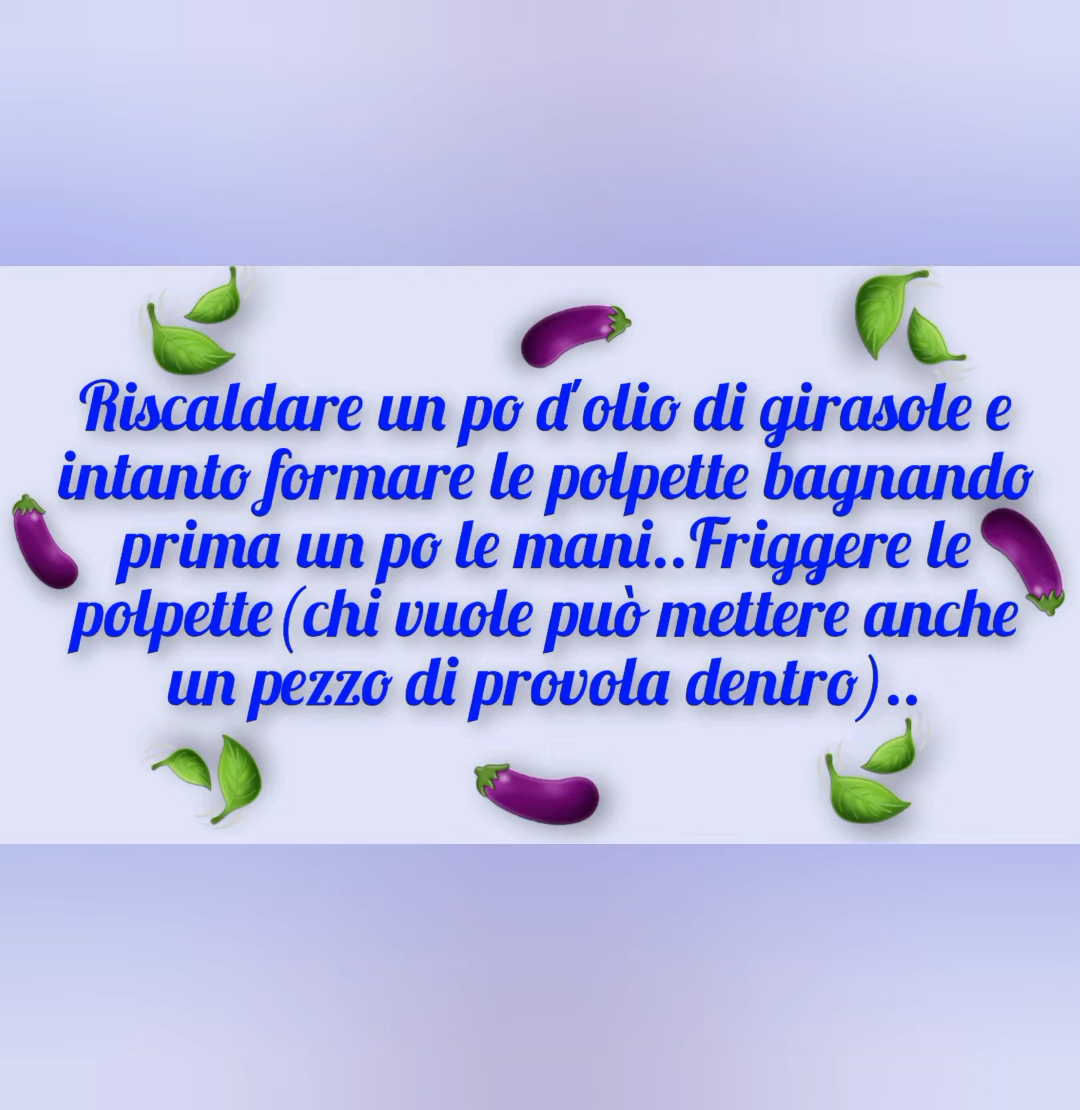 Riscaldare un po d'olio di girasole e
intanto formare le polpette bagnando
prima un po le mani..Friggere le
polpette(chi vuole può mettere anche
un pezzo di provola dentro)..